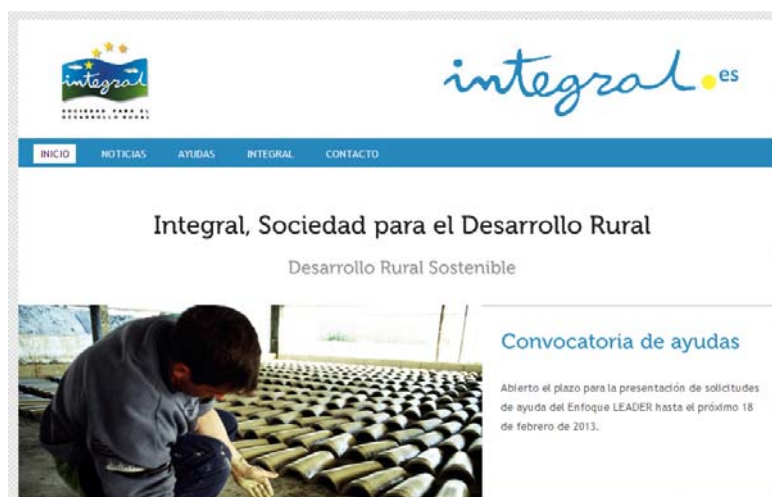 integral
SOCIEDAD PARA EL
DESARROLLO RURAL
integral.es
INICIO NOTICIAS AYUDAS INTEGRAL CONTACTO
Integral, Sociedad para el Desarrollo Rural
Desarrollo Rural Sostenible
Convocatoria de ayudas
Abierto el plazo para la presentación de solicitudes
de ayuda del Enfoque LEADER hasta el próximo 18
de febrero de 2013.